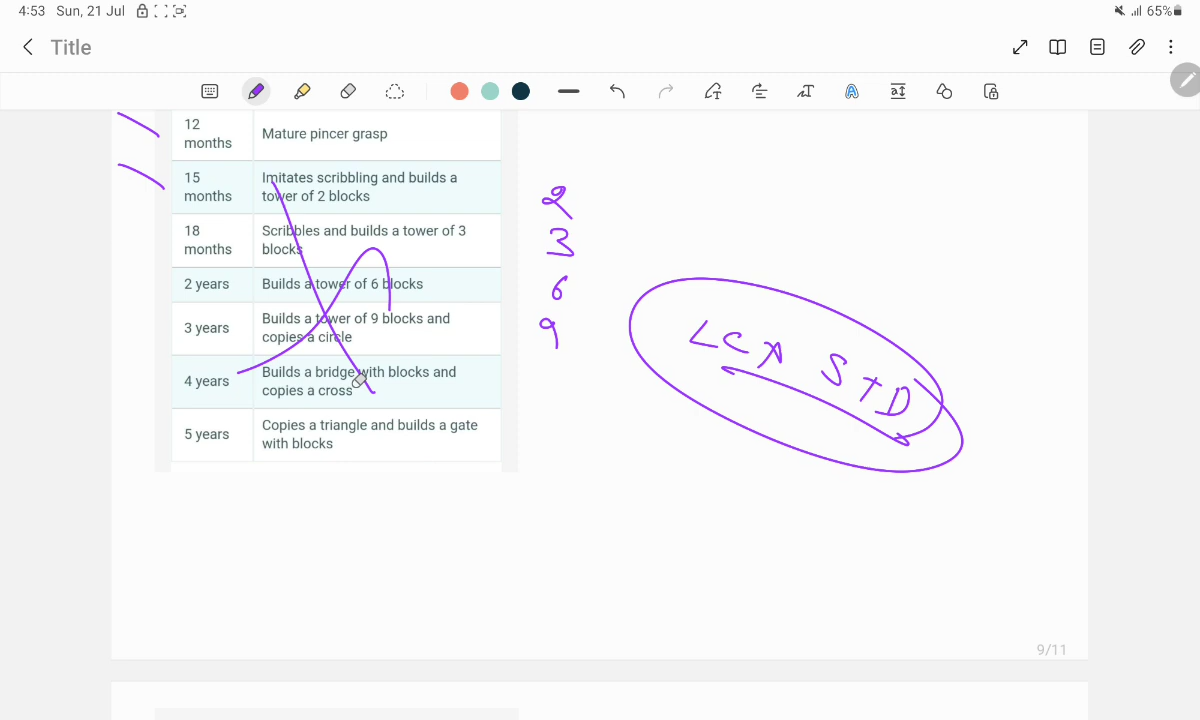 4:53 Sun, 21 Jul 65%
Title
12 months Mature pincer grasp
15 months Imitates scribbling and builds a tower of 2 blocks
18 months Scribbles and builds a tower of 3 blocks
2 years Builds a tower of 6 blocks
3 years Builds a tower of 9 blocks and copies a circle
4 years Builds a bridge with blocks and copies a cross
5 years Copies a triangle and builds a gate with blocks
2
3
6
9
9/11